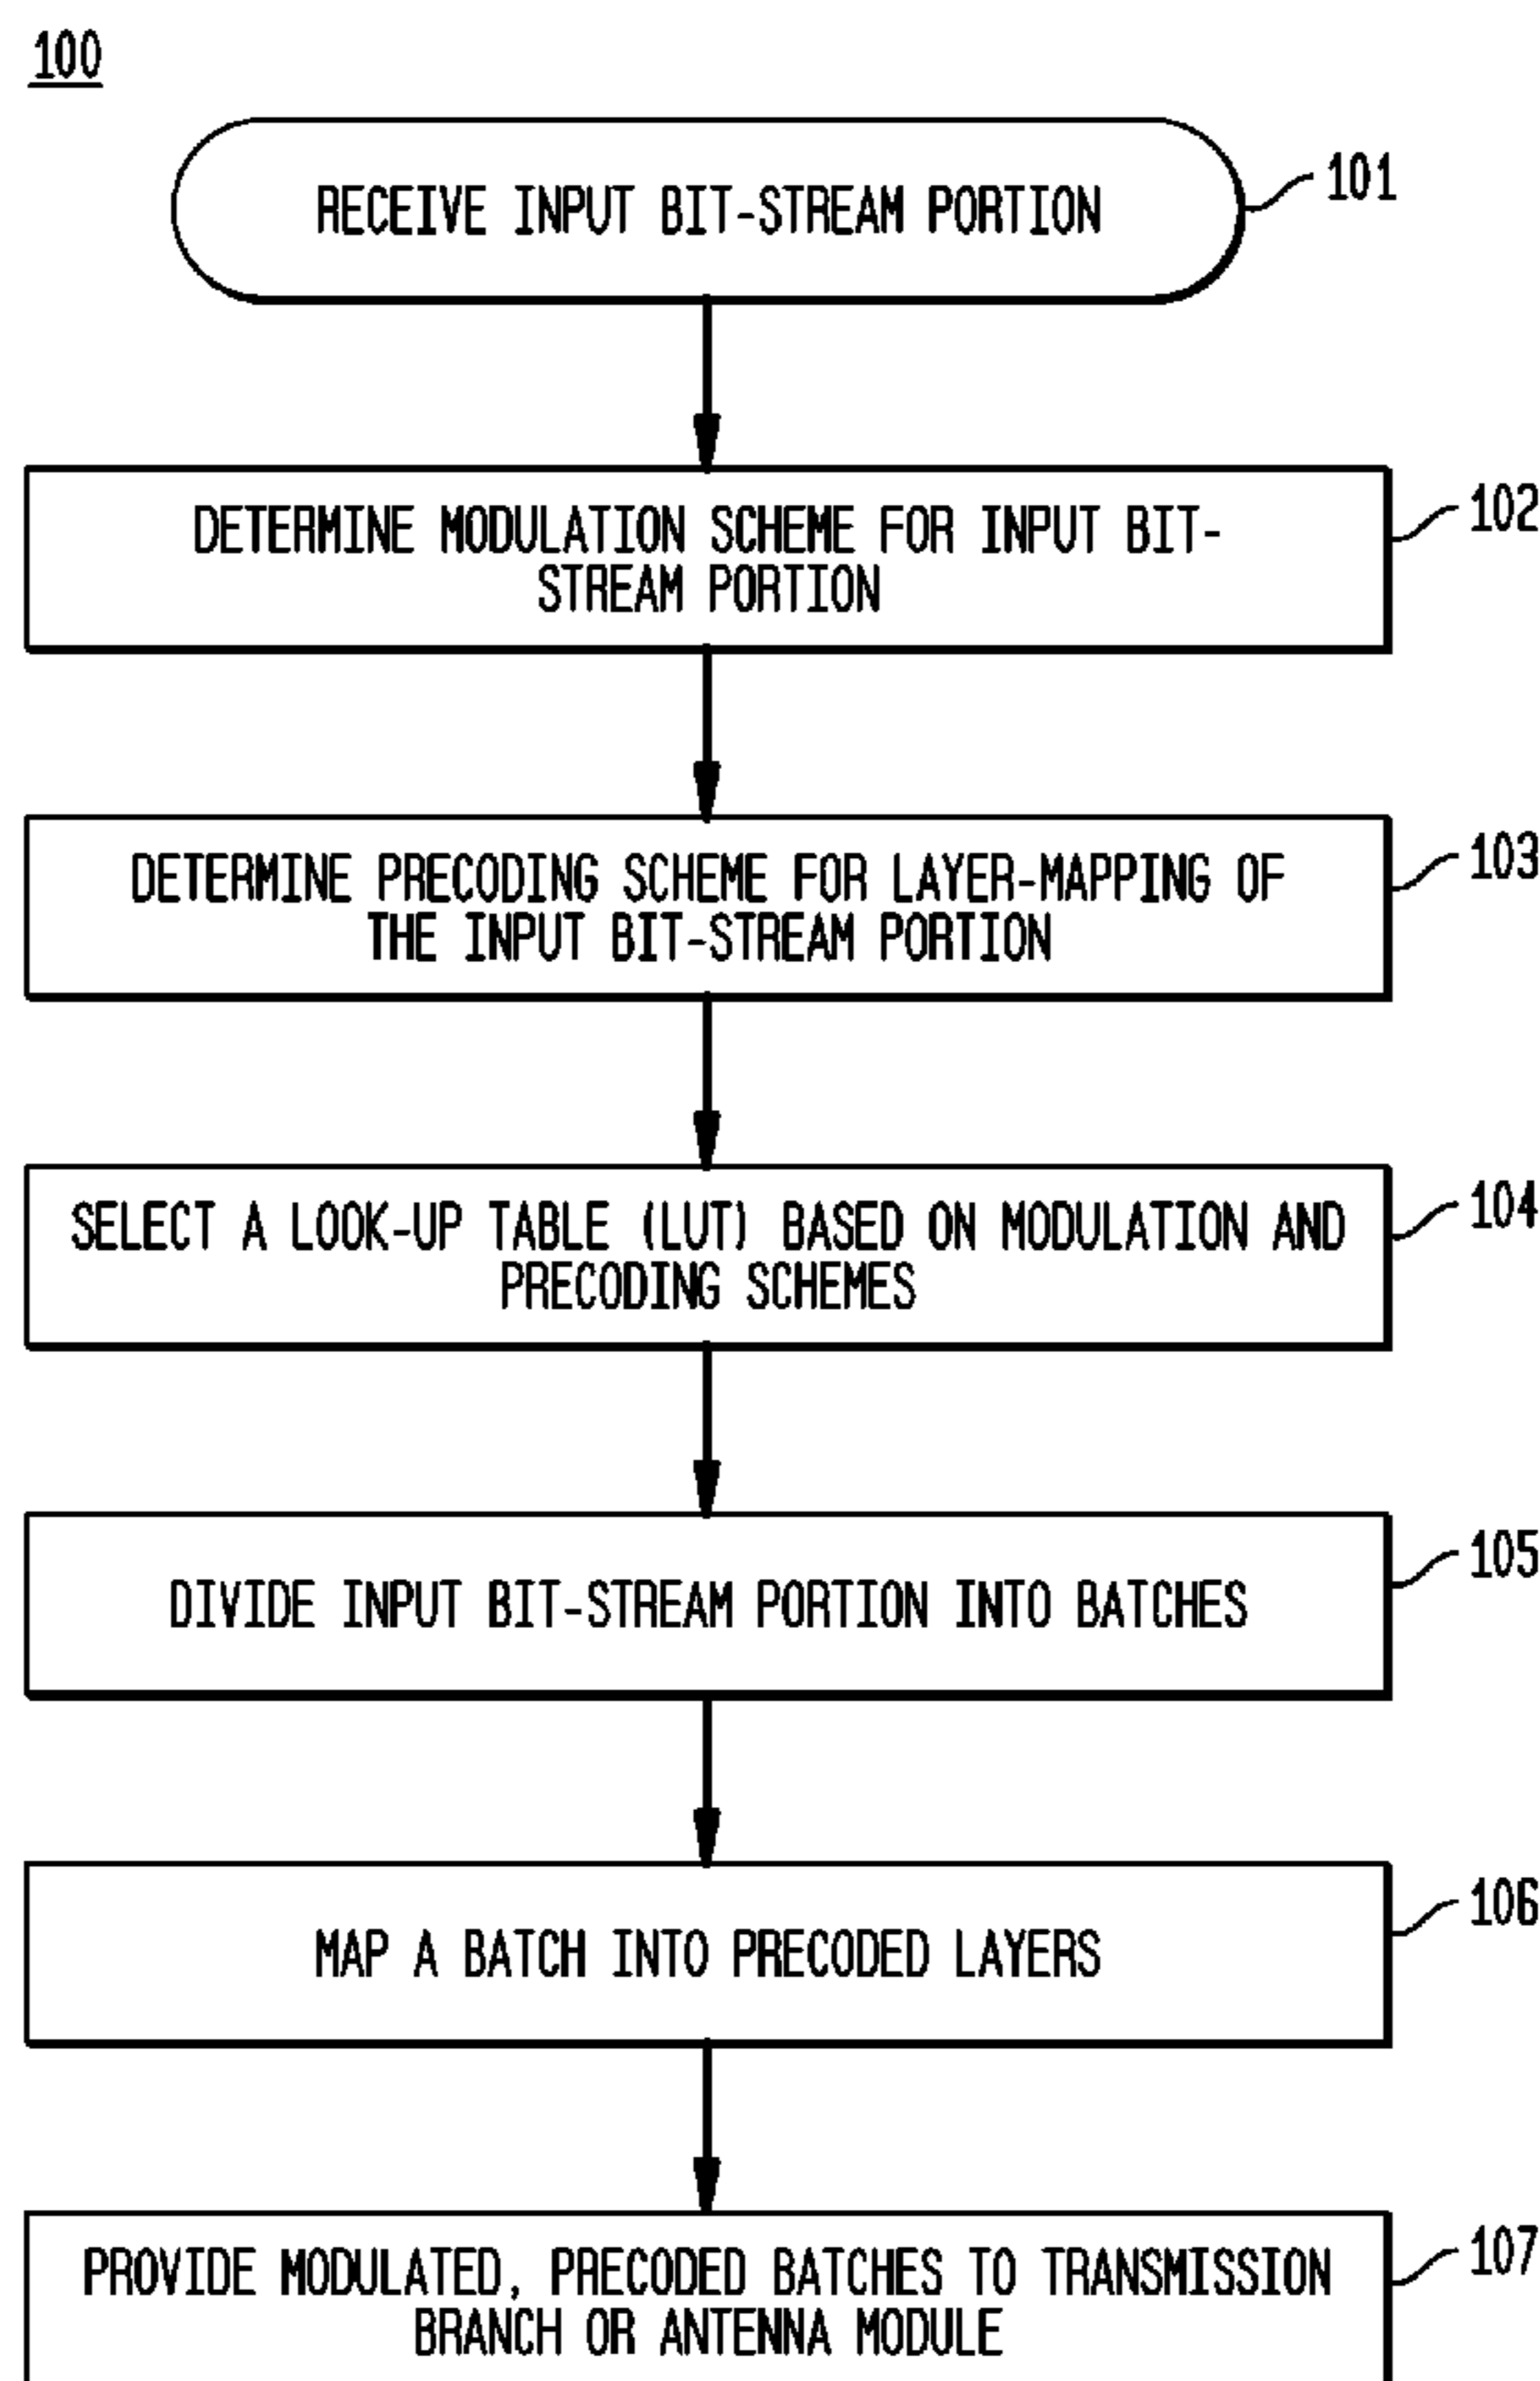 100
RECEIVE INPUT BIT-STREAM PORTION
101
DETERMINE MODULATION SCHEME FOR INPUT BIT-
STREAM PORTION
102
DETERMINE PRECODING SCHEME FOR LAYER-MAPPING OF
THE INPUT BIT-STREAM PORTION
103
SELECT A LOOK-UP TABLE (LUT) BASED ON MODULATION AND
PRECODING SCHEMES
104
DIVIDE INPUT BIT-STREAM PORTION INTO BATCHES
105
MAP A BATCH INTO PRECODED LAYERS
106
PROVIDE MODULATED, PRECODED BATCHES TO TRANSMISSION
BRANCH OR ANTENNA MODULE
107